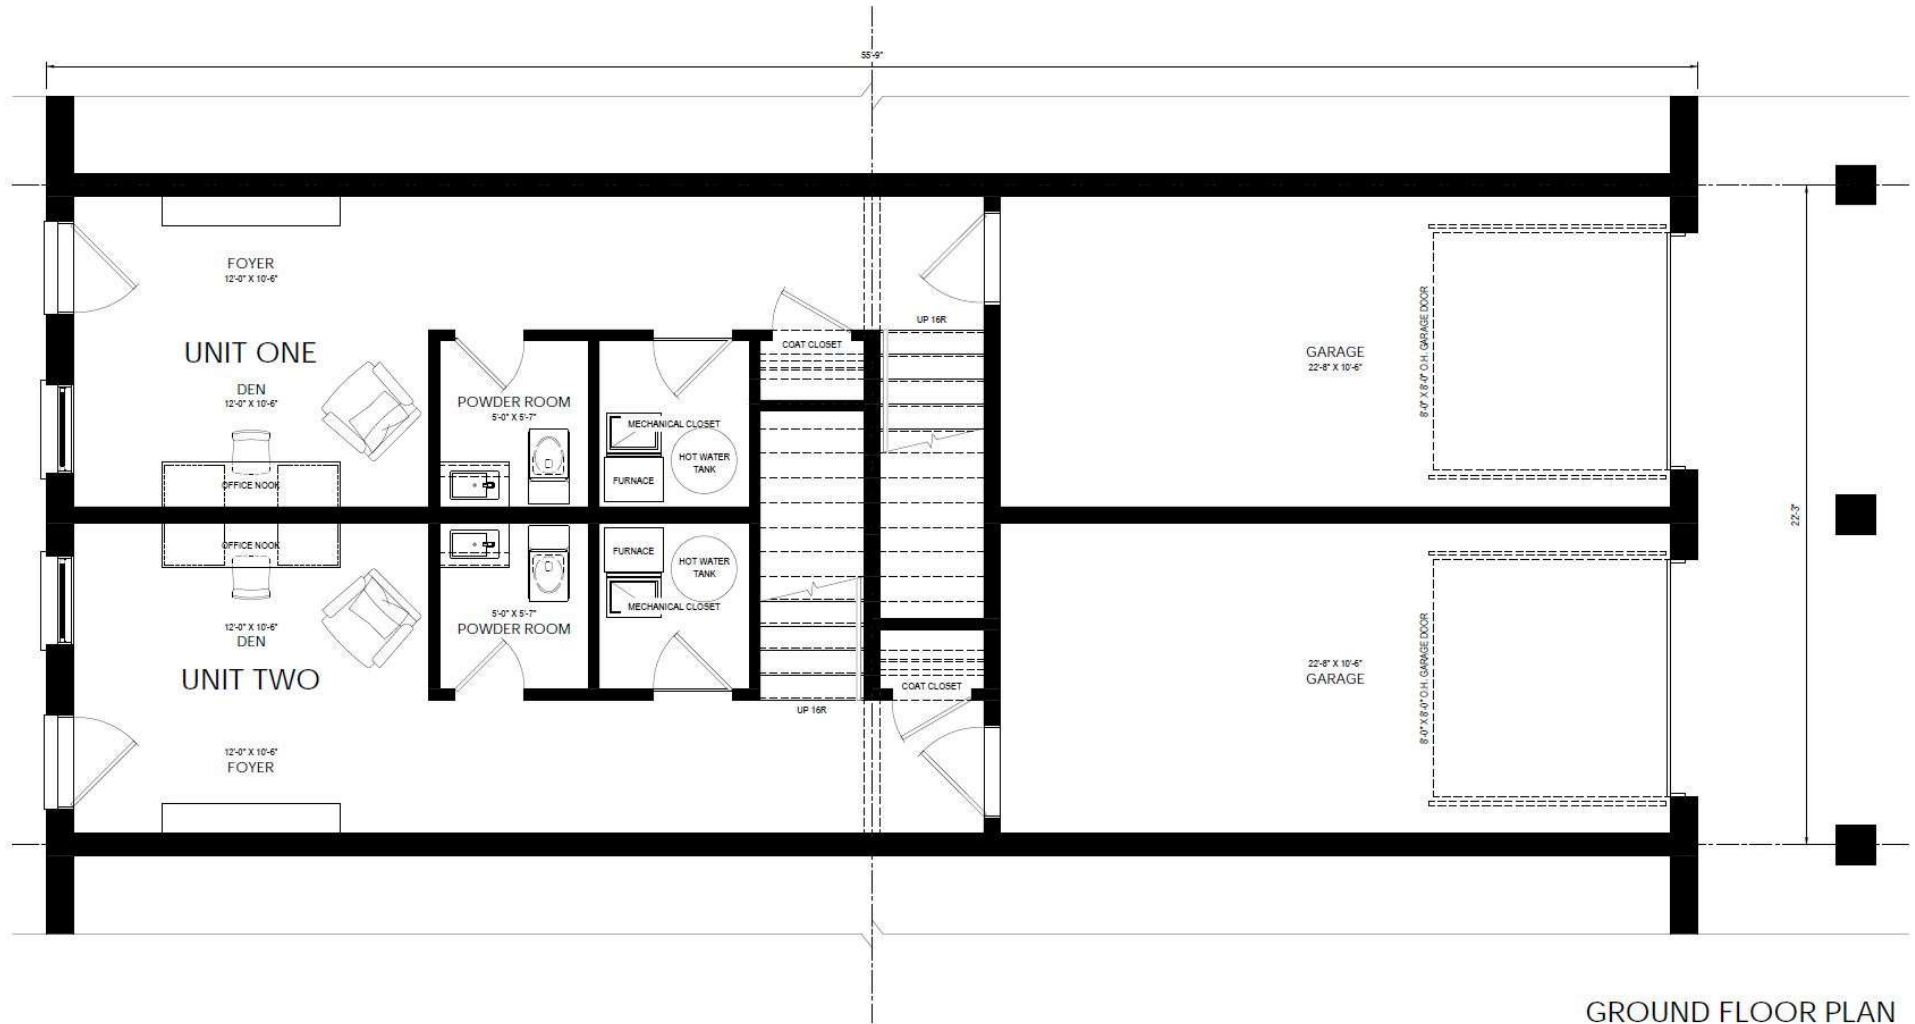 55'-9"
FOYER
12'-0" X 10'-6"
UP 16R
COAT CLOSET
UNIT ONE
GARAGE
22'-8" X 10'-6"
8'-0" X 8'-0" O.H. GARAGE DOOR
DEN
12'-0" X 10'-6"
POWDER ROOM
5'-0" X 5'-7"
MECHANICAL CLOSET
HOT WATER
TANK
FURNACE
OFFICE NOOK
22'-3"
OFFICE NOOK
FURNACE
HOT WATER
TANK
MECHANICAL CLOSET
5'-0" X 5'-7"
POWDER ROOM
12'-0" X 10'-6"
DEN
UNIT TWO
22'-8" X 10'-6"
GARAGE
8'-0" X 8'-0" O.H. GARAGE DOOR
COAT CLOSET
UP 16R
12'-0" X 10'-6"
FOYER
GROUND FLOOR PLAN